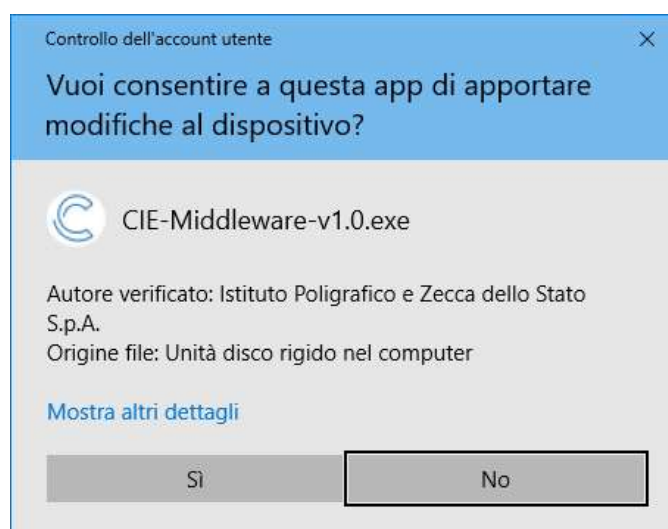 Controllo dell'account utente
Vuoi consentire a questa app di apportare
modifiche al dispositivo?
CIE-Middleware-v1.0.exe
Autore verificato: Istituto Poligrafico e Zecca dello Stato
S.p.A.
Origine file: Unità disco rigido nel computer
Mostra altri dettagli
Sì
No